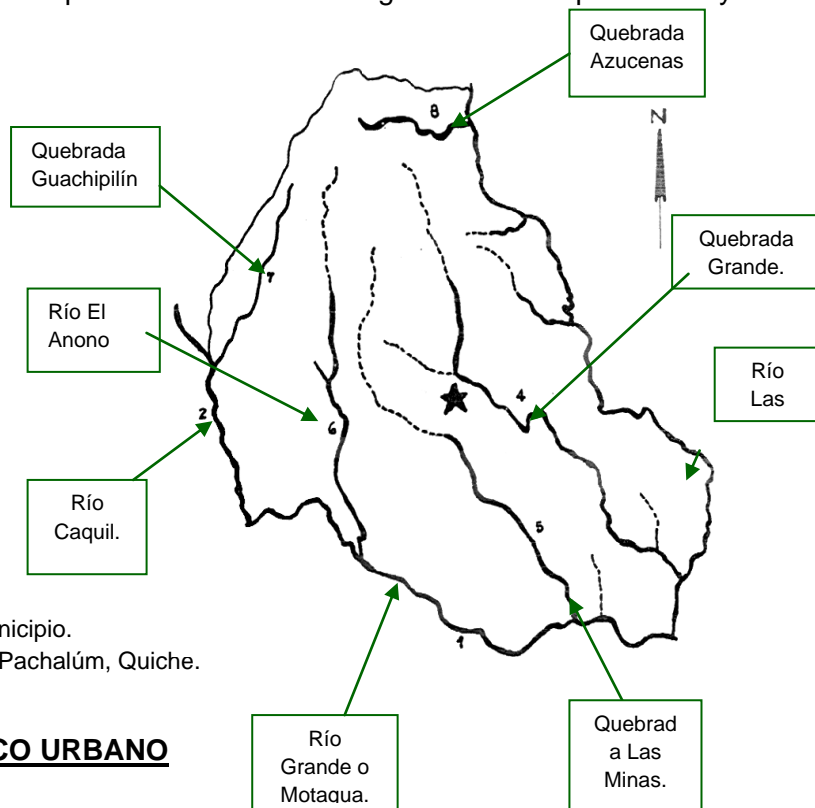 Quebrada
Azucenas
N
8
Quebrada
Guachipilín
Quebrada
Grande.
7
Río El
Anono
Río
Las
4
2
6
Río
Caquil.
5
nicipio.
1
Pachalúm, Quiche.
CO URBANO
Río
Grande o
Motagua.
Quebrad
a Las
Minas.